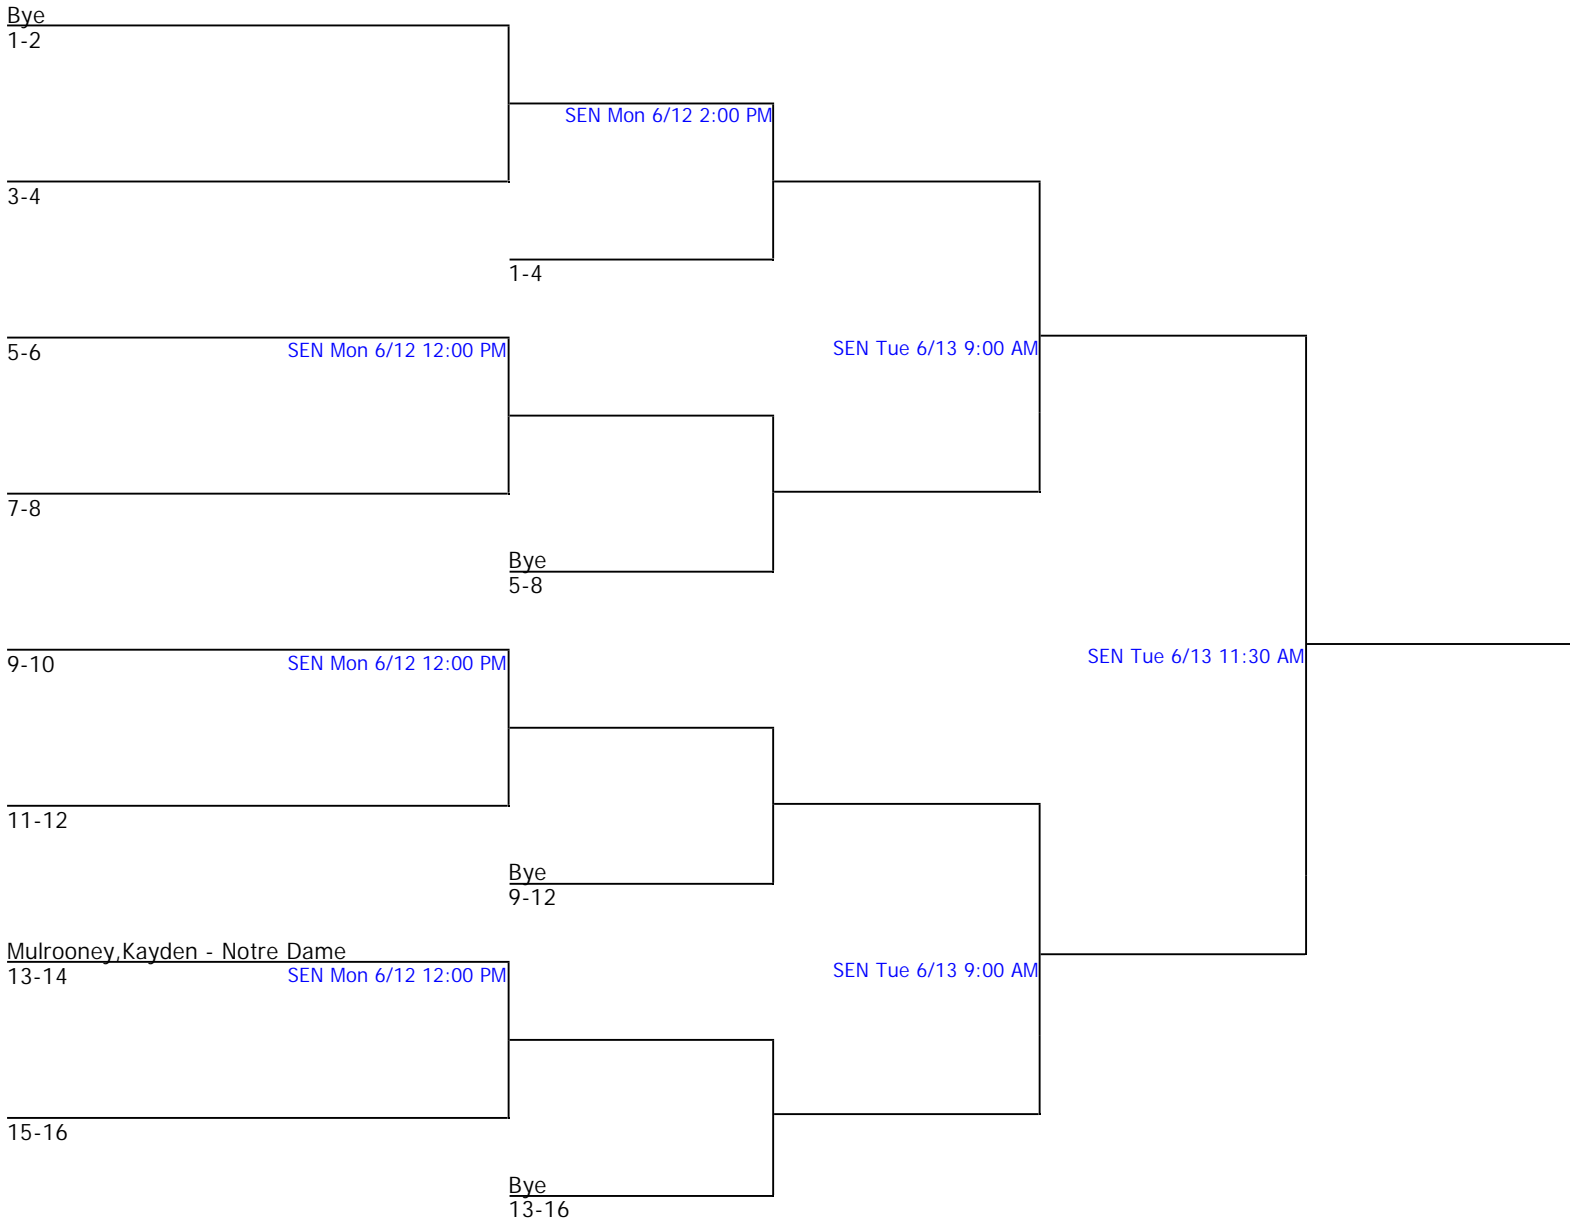 Bye
1-2
SEN Mon 6/12 2:00 PM
3-4
1-4
5-6
SEN Mon 6/12 12:00 PM
SEN Tue 6/13 9:00 AM
7-8
Bye
5-8
9-10
SEN Mon 6/12 12:00 PM
SEN Tue 6/13 11:30 AM
11-12
Bye
9-12
Mulrooney,Kayden - Notre Dame
13-14
SEN Mon 6/12 12:00 PM
SEN Tue 6/13 9:00 AM
15-16
Bye
13-16